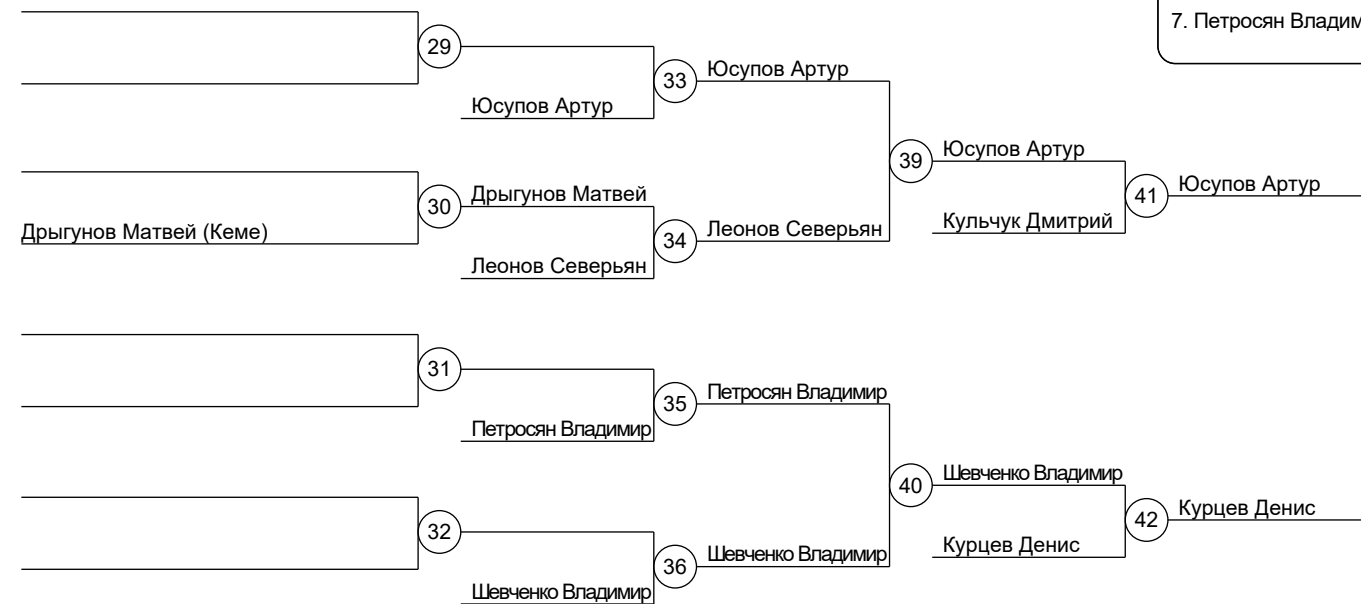 7. Петросян
29
Юсупов Артур
33
Юсупов Артур
Дрыгунов Матвей (Кеме)
30
Дрыгунов Матвей
Леонов Северьян
34
Леонов Северьян
39
Юсупов Артур
Кульчук Дмитрий
41
Юсупов Артур
31
Петросян Владимир
35
Петросян Владимир
32
Шевченко Владимир
36
Шевченко Владимир
40
Шевченко Владимир
Курцев Денис
42
Курцев Денис